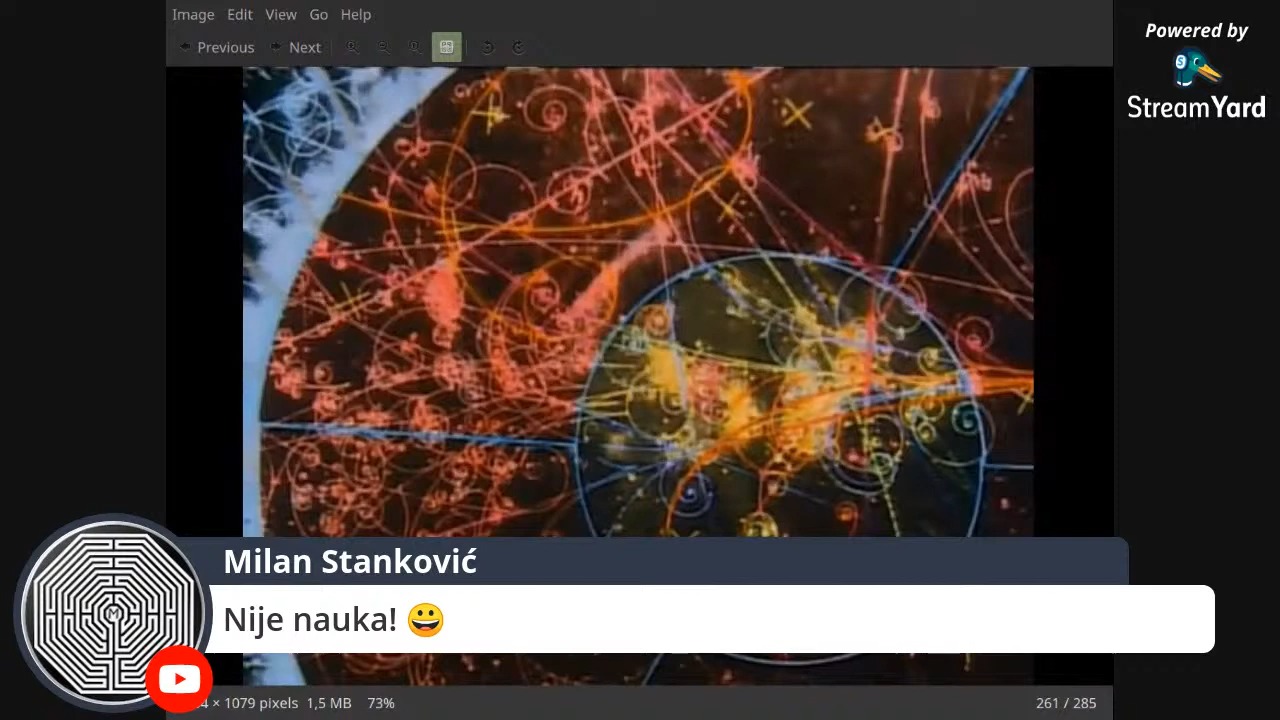 Image Edit View Go Help
Previous Next
Powered by
StreamYard
Milan Stanković
Nije nauka! 😀
4 × 1079 pixels 1,5 MB 73% 261 / 285